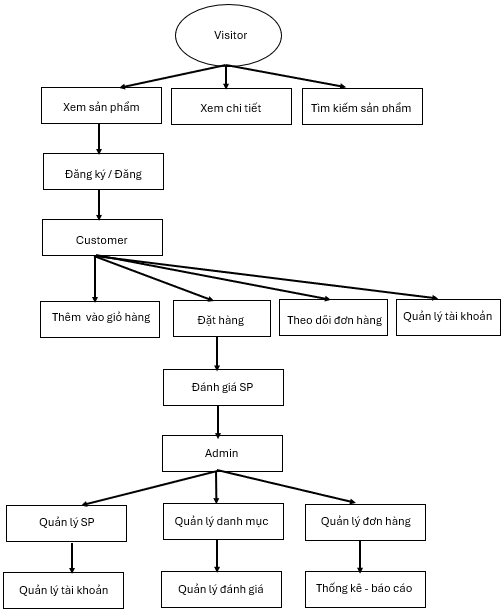 Visitor
Xem sản phẩm
Xem chi tiết
Tìm kiếm sản phẩm
Đăng ký / Đăng
Customer
Thêm vào giỏ hàng
Đặt hàng
Theo dõi đơn hàng
Quản lý tài khoản
Đánh giá SP
Admin
Quản lý SP
Quản lý danh mục
Quản lý đơn hàng
Quản lý tài khoản
Quản lý đánh giá
Thống kê - báo cáo